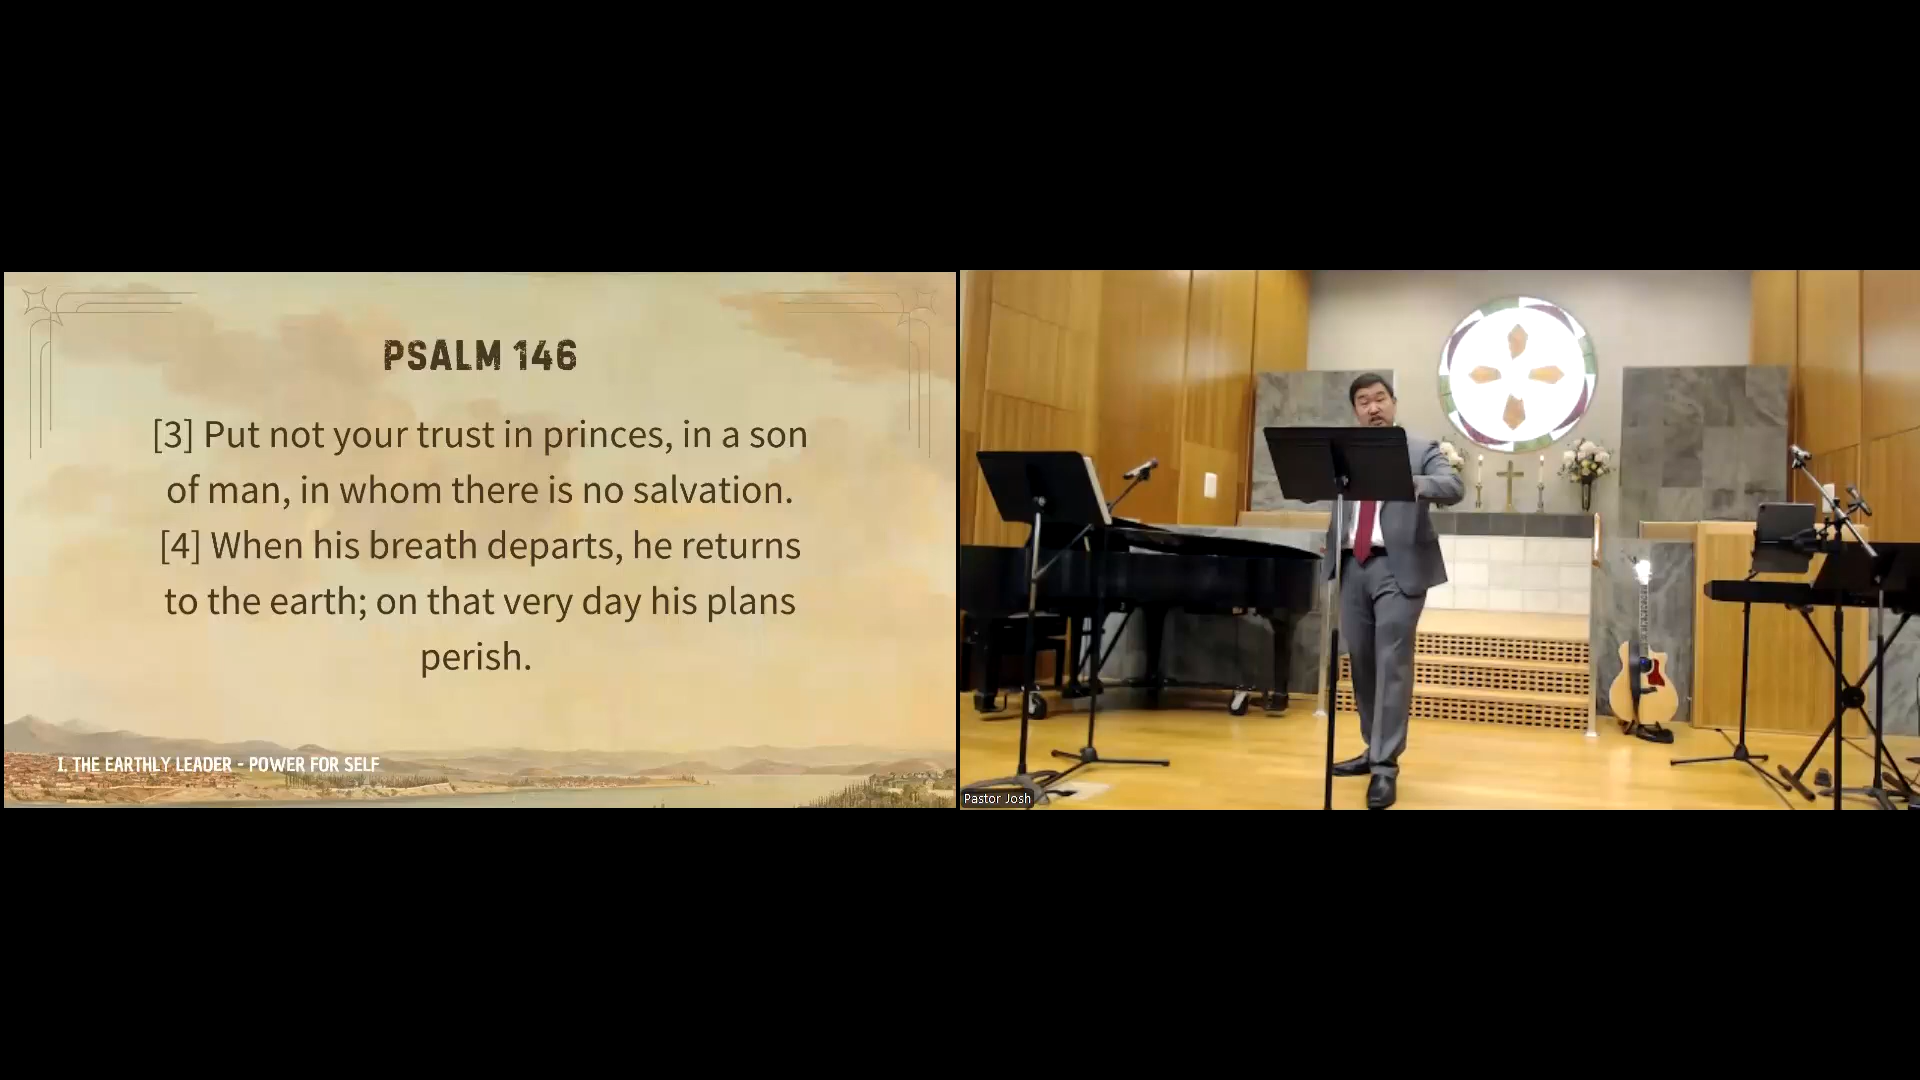 PSALM 146
[3] Put not your trust in princes, in a son
of man, in whom there is no salvation.
[4] When his breath departs, he returns
to the earth; on that very day his plans
perish.
I. THE EARTHLY LEADER - POWER FOR SELF
Pastor Josh